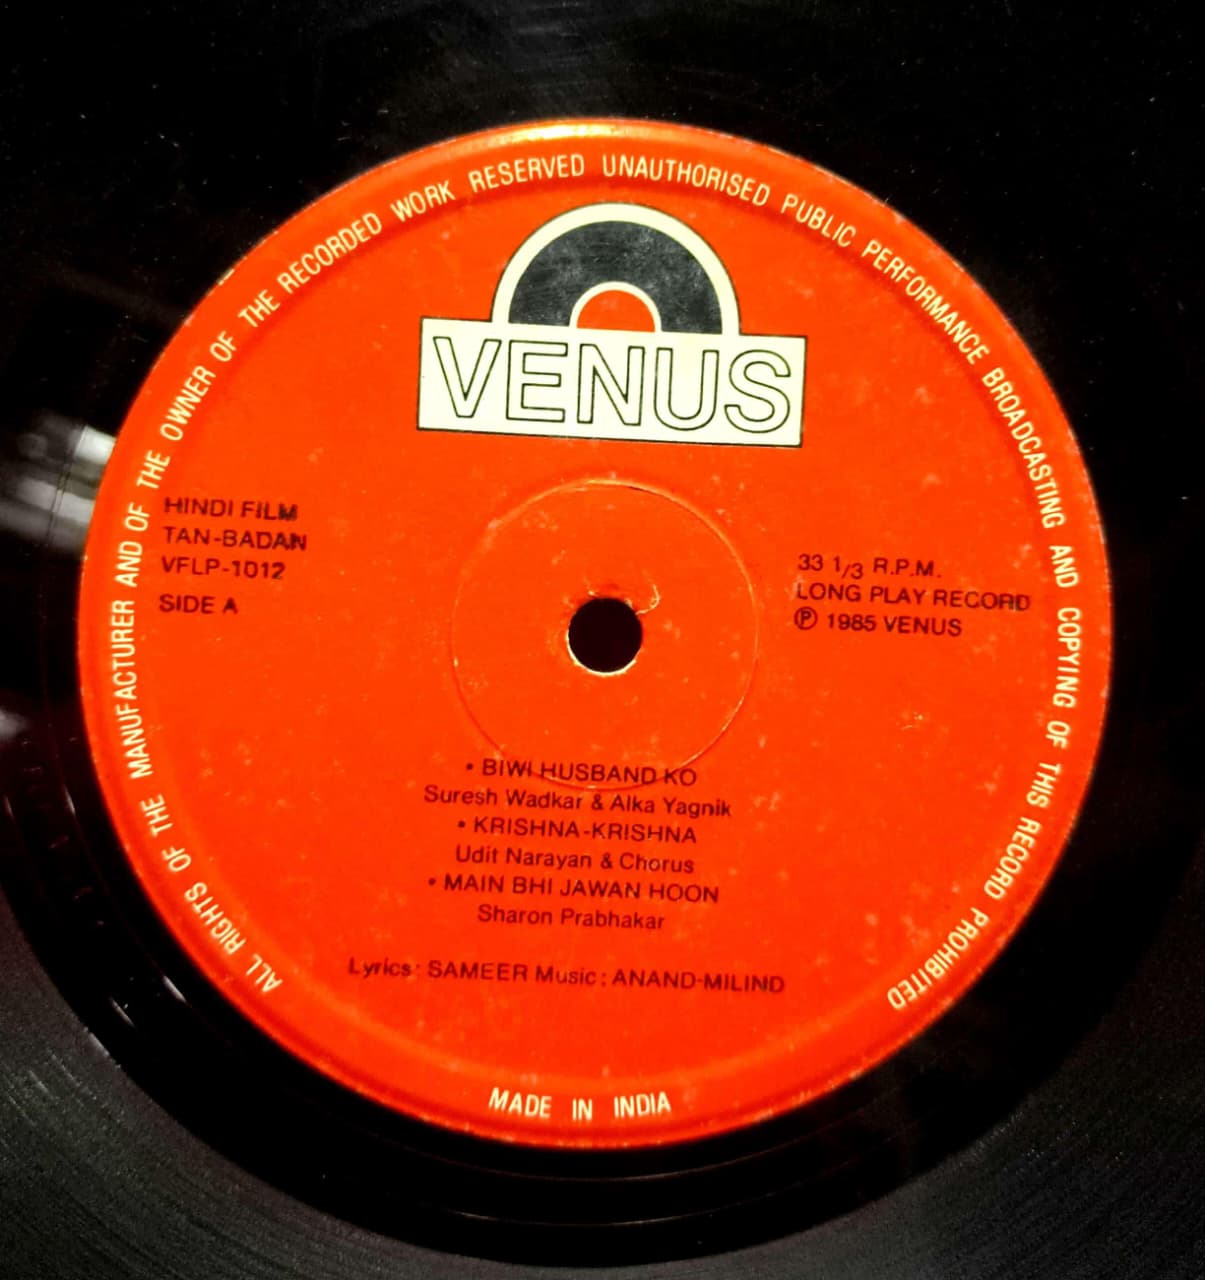 ALL RIGHTS OF THE MANUFACTURER AND OF THE OWNER OF THE RECORDED WORK RESERVED UNAUTHORISED PUBLIC PERFORMANCE BROADCASTING AND COPYING OF THIS RECORD PROHIBITED
VENUS
HINDI FILM
TAN-BADAN
VFLP-1012
SIDE A
33 1/3 R.P.M.
LONG PLAY RECORD
℗ 1985 VENUS
• BIWI HUSBAND KO
Suresh Wadkar & Alka Yagnik
• KRISHNA-KRISHNA
Udit Narayan & Chorus
• MAIN BHI JAWAN HOON
Sharon Prabhakar
Lyrics: SAMEER Music: ANAND-MILIND
MADE IN INDIA